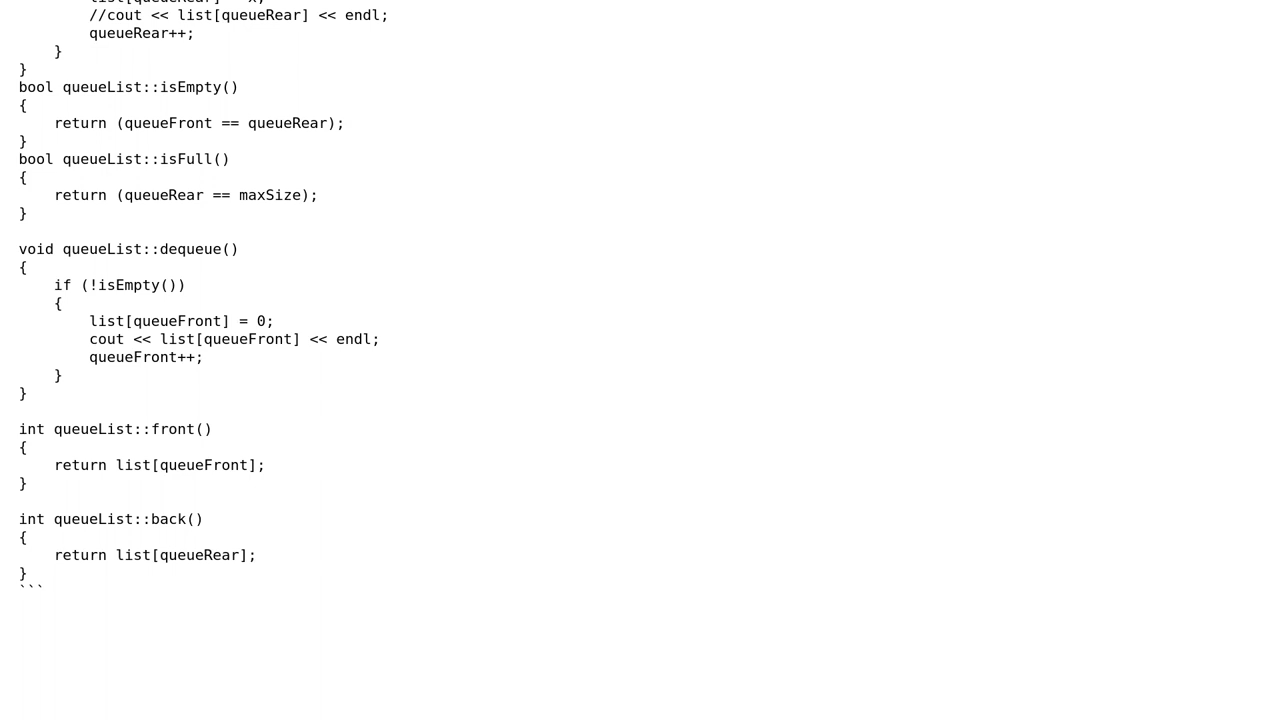 list[queueRear] = x;
//cout << list[queueRear] << endl;
queueRear++;
}
}
bool queueList::isEmpty()
{
return (queueFront == queueRear);
}
bool queueList::isFull()
{
return (queueRear == maxSize);
}
void queueList::dequeue()
{
if (!isEmpty())
{
list[queueFront] = 0;
cout << list[queueFront] << endl;
queueFront++;
}
}
int queueList::front()
{
return list[queueFront];
}
int queueList::back()
{
return list[queueRear];
}
```